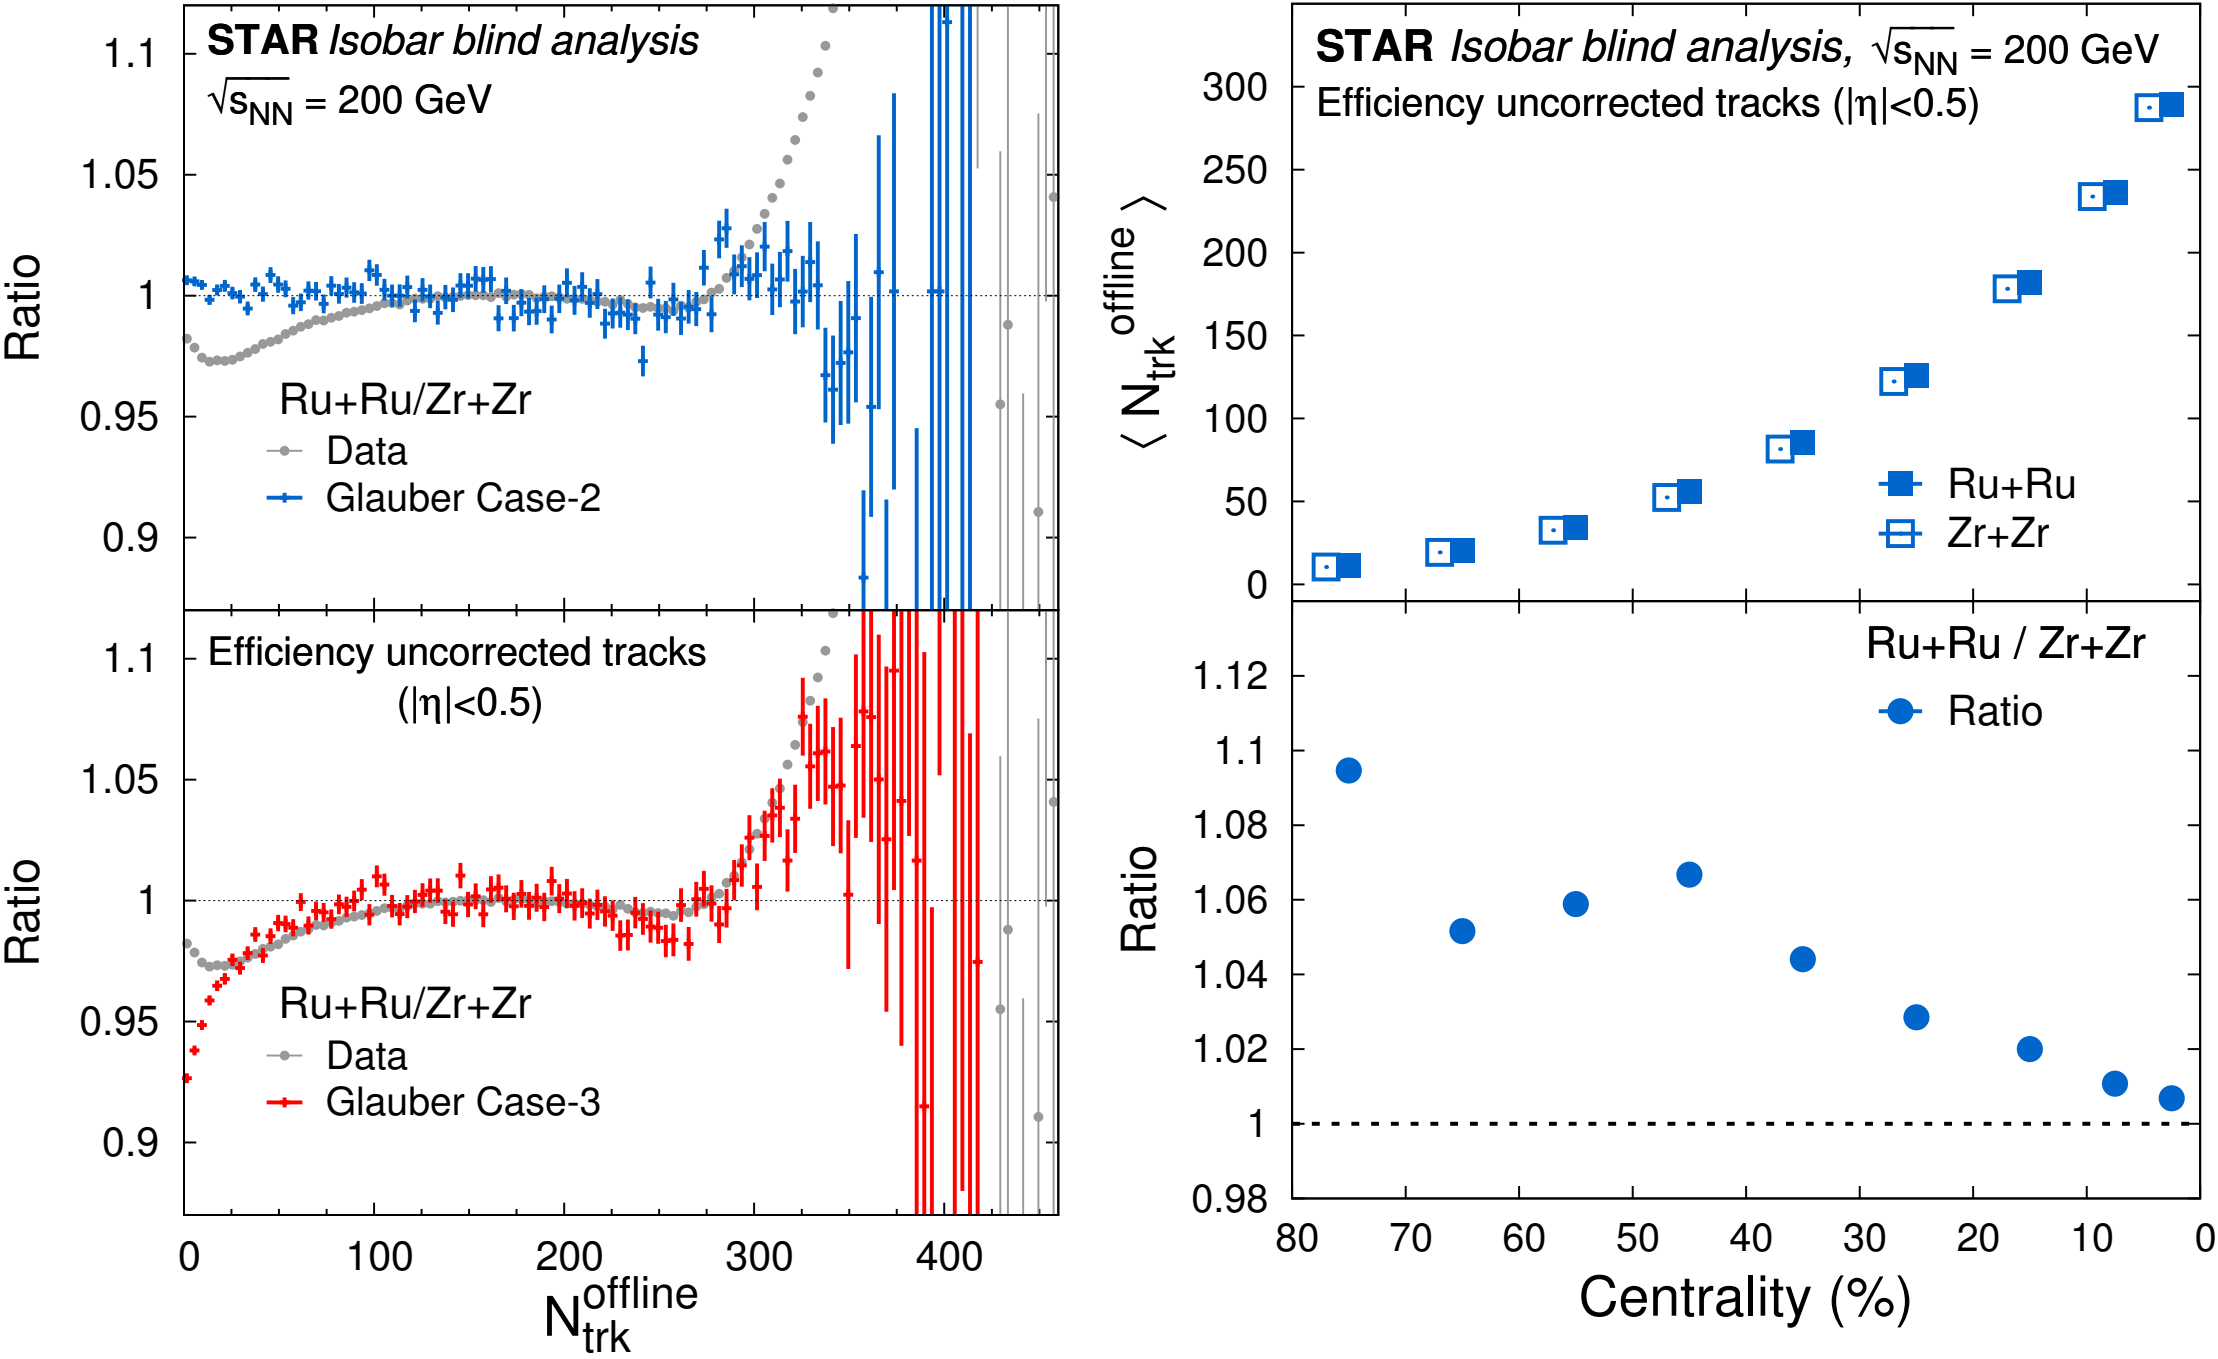 STAR Isobar blind analysis
√sNN = 200 GeV
Ratio
1.1
1.05
1
0.95
0.9
Ru+Ru/Zr+Zr
Data
Glauber Case-2
Efficiency uncorrected tracks
(|η|<0.5)
Ratio
1.1
1.05
1
0.95
0.9
Ru+Ru/Zr+Zr
Data
Glauber Case-3
0 100 200 300 400
N_trk^offline
STAR Isobar blind analysis, √sNN = 200 GeV
Efficiency uncorrected tracks (|η|<0.5)
⟨ N_trk^offline ⟩
300
250
200
150
100
50
0
Ru+Ru
Zr+Zr
Ru+Ru / Zr+Zr
Ratio
Ratio
1.12
1.1
1.08
1.06
1.04
1.02
1
0.98
80 70 60 50 40 30 20 10 0
Centrality (%)